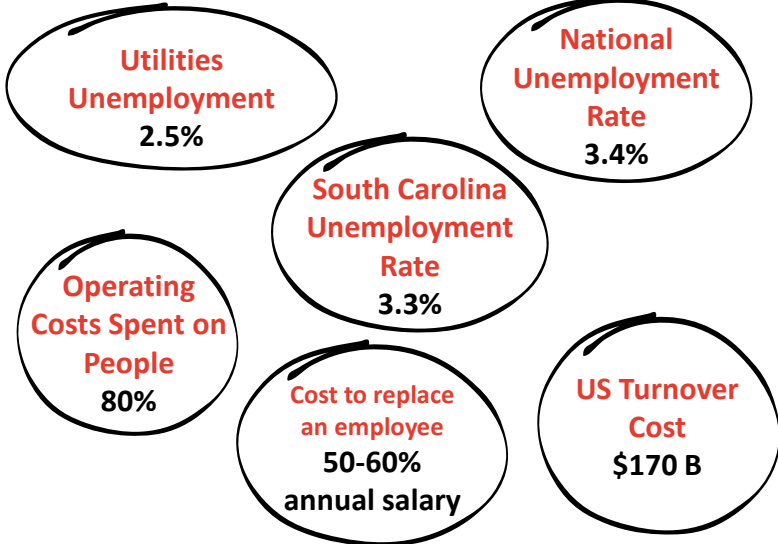 Utilities
Unemployment
2.5%
National
Unemployment
Rate
3.4%
South Carolina
Unemployment
Rate
3.3%
Operating
Costs Spent on
People
80%
Cost to replace
an employee
50-60%
annual salary
US Turnover
Cost
$170 B